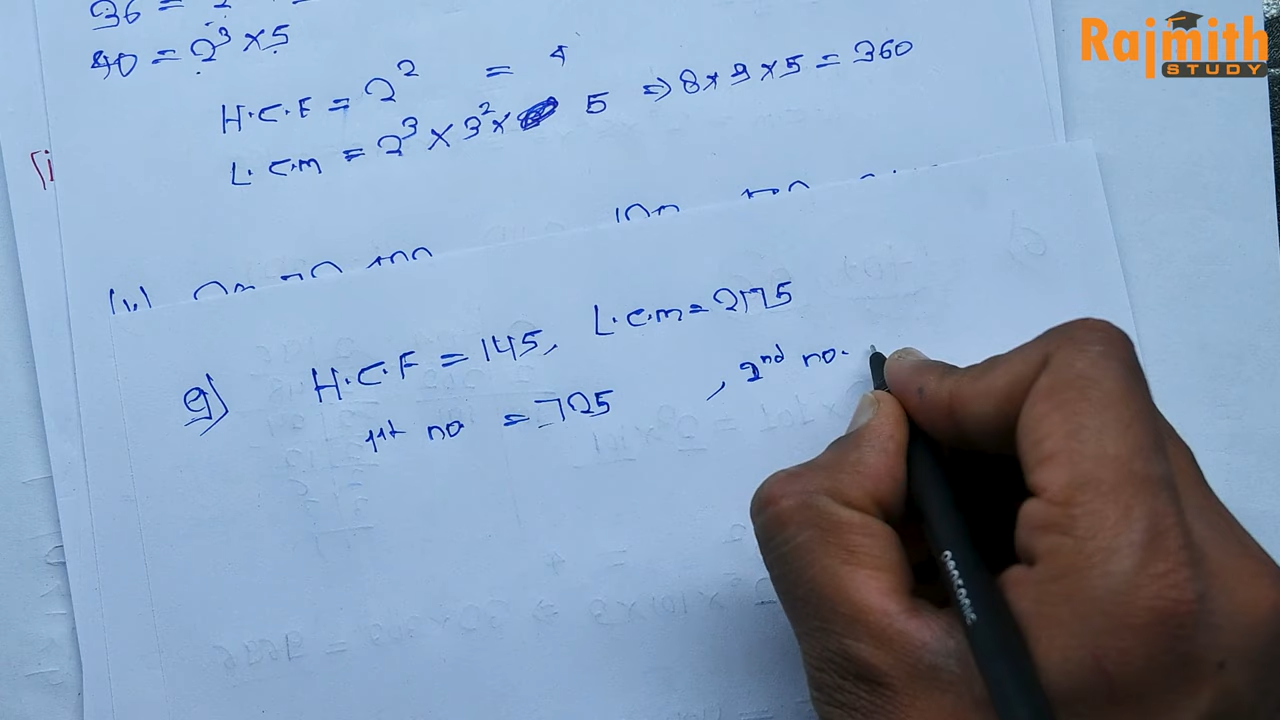 Rajmith
STUDY
36 = 2
40 = 2³ × 5
H.C.F = 2² = 4
L.C.M = 2³ × 3² × 5 ⇒ 8 × 9 × 5 = 360
9) H.C.F = 145, L.C.M = 2175
1st no = 725 , 2nd no.